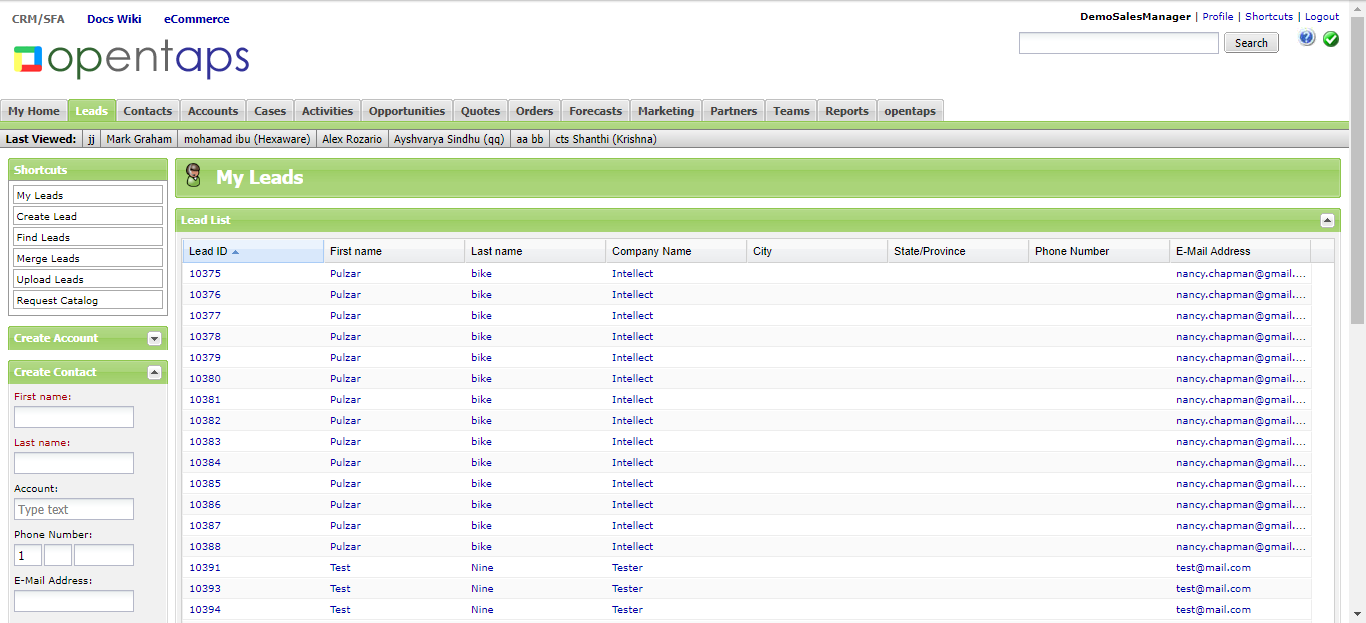 CRM/SFA Docs Wiki eCommerce
DemoSalesManager | Profile | Shortcuts | Logout
opentaps
Search
My Home Leads Contacts Accounts Cases Activities Opportunities Quotes Orders Forecasts Marketing Partners Teams Reports opentaps
Last Viewed: jj Mark Graham mohamad ibu (Hexaware) Alex Rozario Ayshvarya Sindhu (qq) aa bb cts Shanthi (Krishna)
Shortcuts
My Leads
Create Lead
Find Leads
Merge Leads
Upload Leads
Request Catalog
Create Account
Create Contact
First name:
Last name:
Account:
Type text
Phone Number:
1
E-Mail Address:
My Leads
Lead List
Lead ID First name Last name Company Name City State/Province Phone Number E-Mail Address
10375 Pulzar bike Intellect nancy.chapman@gmail....
10376 Pulzar bike Intellect nancy.chapman@gmail....
10377 Pulzar bike Intellect nancy.chapman@gmail....
10378 Pulzar bike Intellect nancy.chapman@gmail....
10379 Pulzar bike Intellect nancy.chapman@gmail....
10380 Pulzar bike Intellect nancy.chapman@gmail....
10381 Pulzar bike Intellect nancy.chapman@gmail....
10382 Pulzar bike Intellect nancy.chapman@gmail....
10383 Pulzar bike Intellect nancy.chapman@gmail....
10384 Pulzar bike Intellect nancy.chapman@gmail....
10385 Pulzar bike Intellect nancy.chapman@gmail....
10386 Pulzar bike Intellect nancy.chapman@gmail....
10387 Pulzar bike Intellect nancy.chapman@gmail....
10388 Pulzar bike Intellect nancy.chapman@gmail....
10391 Test Nine Tester test@mail.com
10393 Test Nine Tester test@mail.com
10394 Test Nine Tester test@mail.com